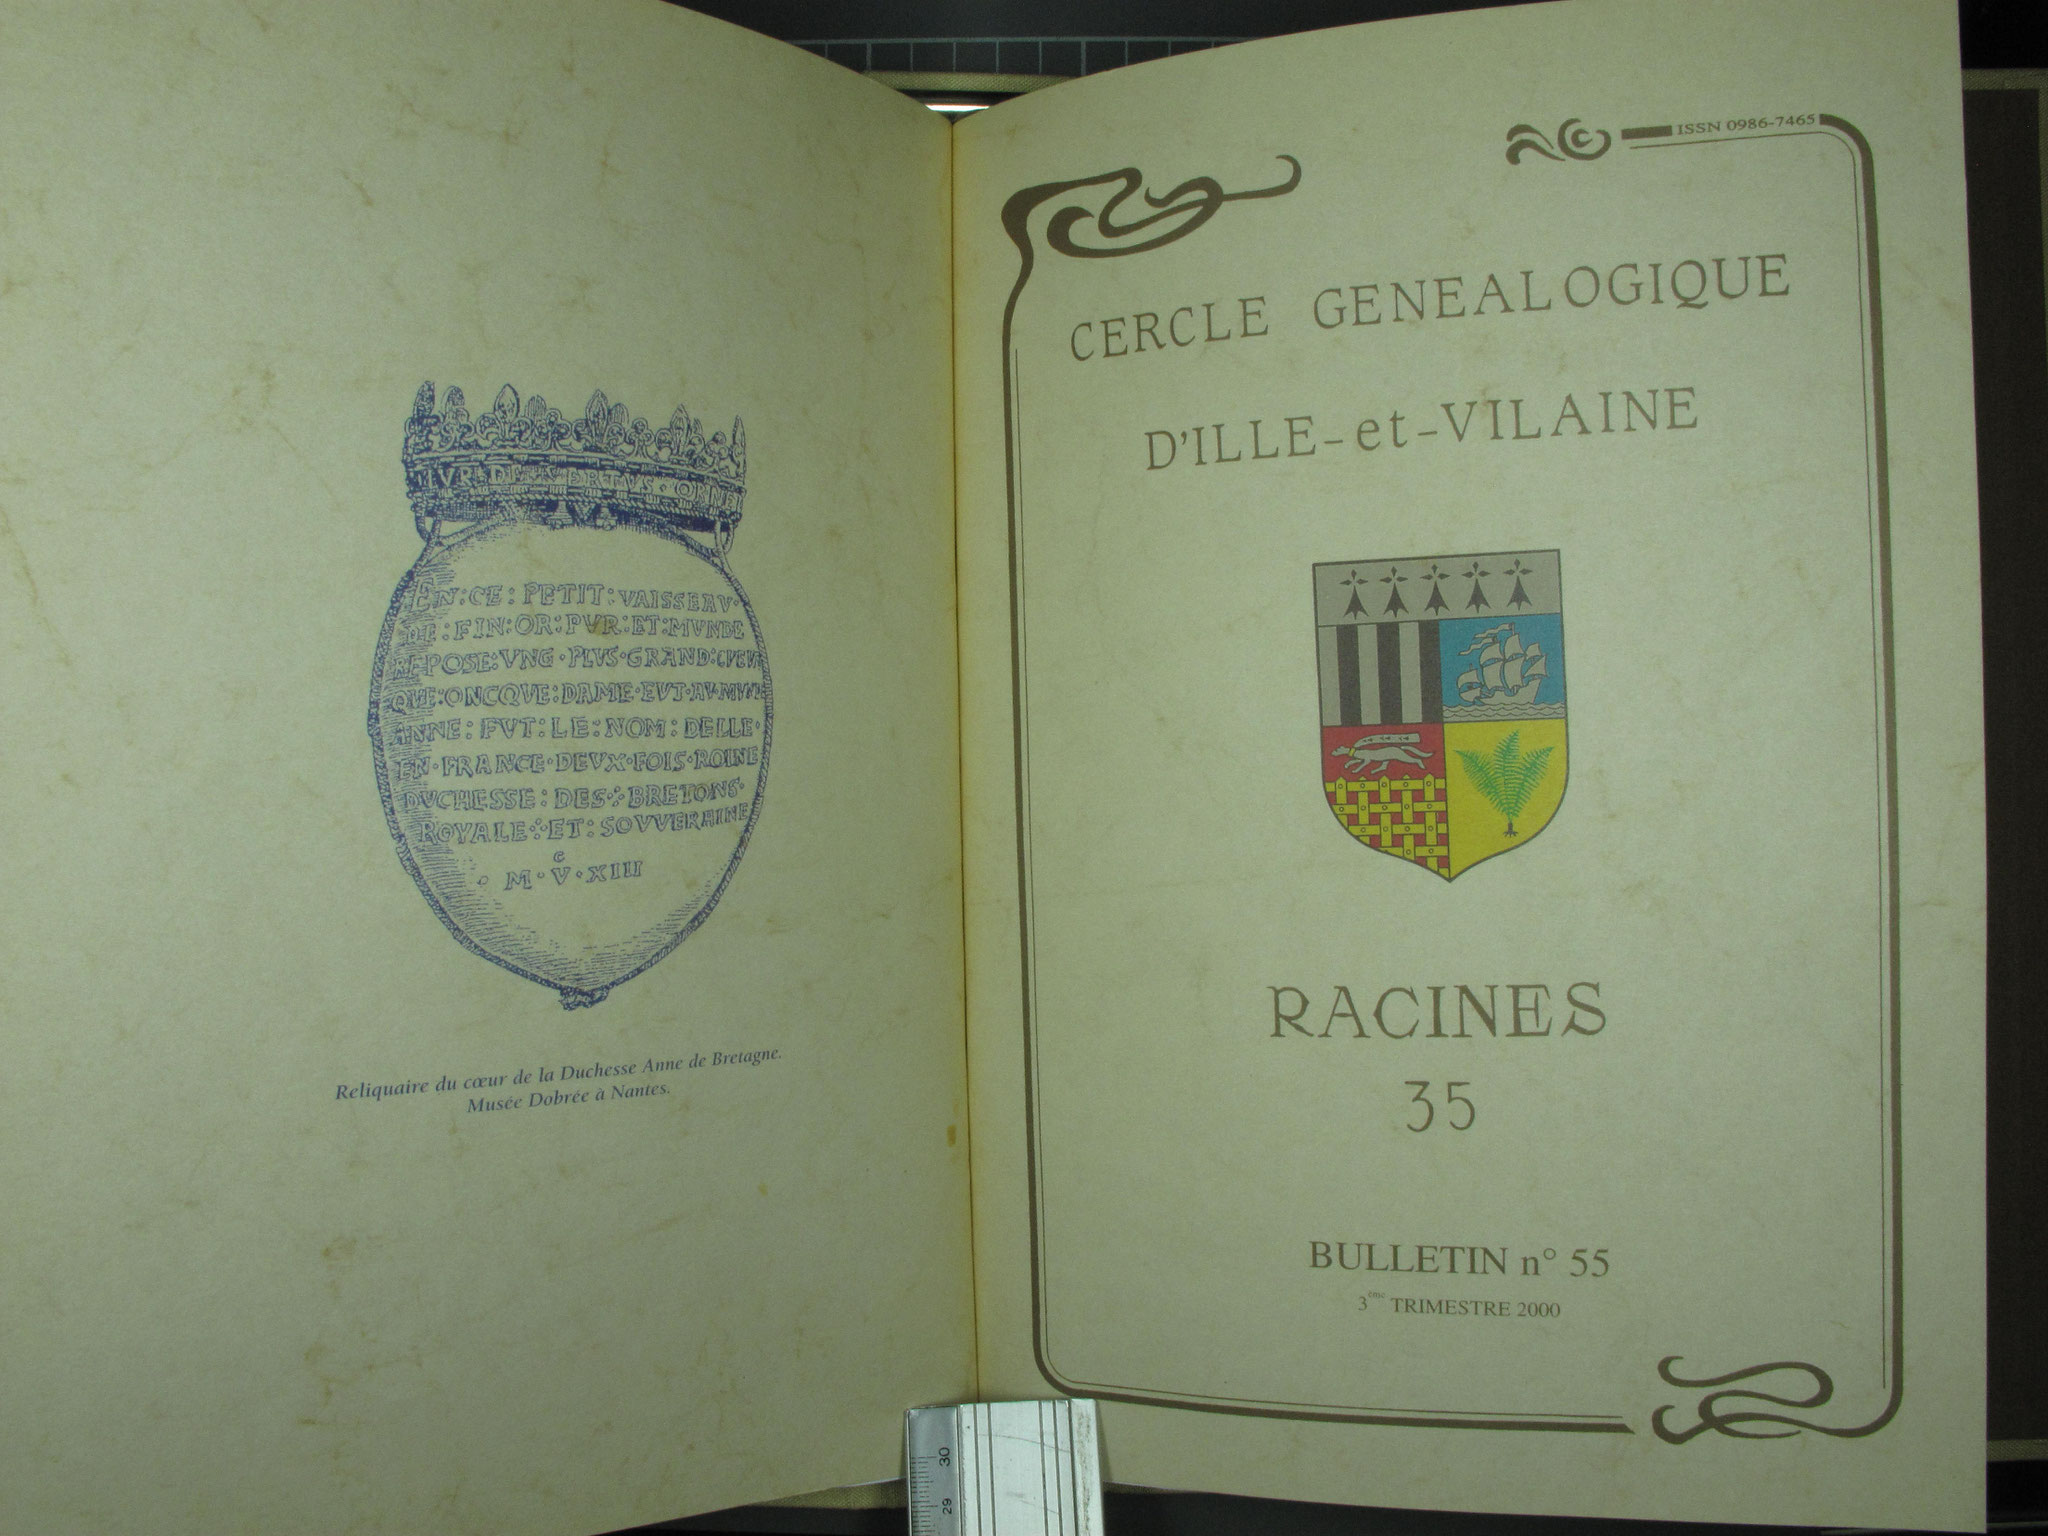 EN:CE:PETIT:VAISSEAV
DE:FIN:OR:PVR:ET:MVNDE
REPOSE:VNG·PLVS·GRAND:CVEVR
QVE:ONCQVE:DAME·EVT·AV·MVNDE
ANNE:FVT:LE:NOM:DELLE·
EN·FRANCE·DEVX·FOIS·ROINE
DVCHESSE:DES:BRETONS·
ROYALE:ET:SOVVERAINE
c
·M·V·XIII
Reliquaire du cœur de la Duchesse Anne de Bretagne.
Musée Dobrée à Nantes.
ISSN 0986-7465
CERCLE GENEALOGIQUE
D'ILLE-et-VILAINE
RACINES
35
BULLETIN n° 55
3ème TRIMESTRE 2000
30
29